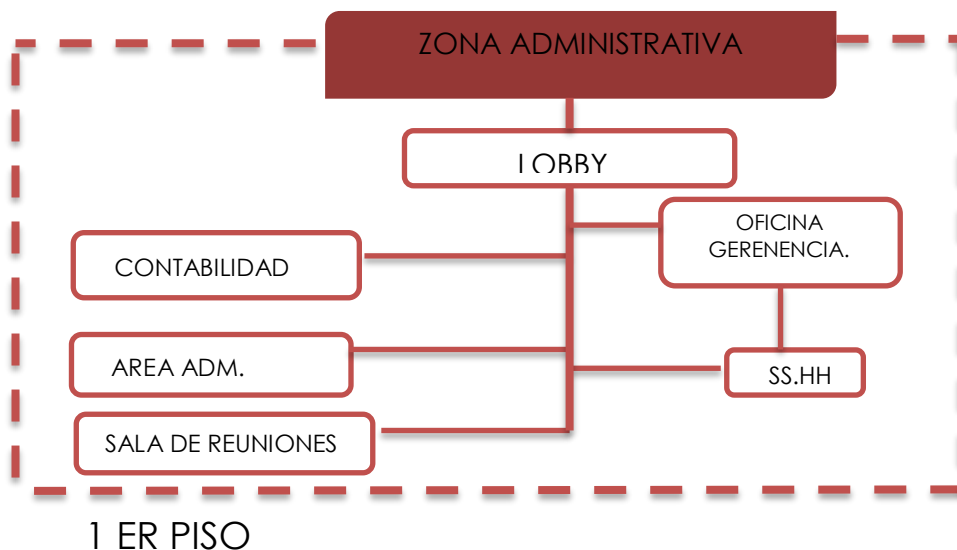 ZONA ADMINISTRATIVA
LOBBY
OFICINA
GERENENCIA.
CONTABILIDAD
AREA ADM.
SS.HH
SALA DE REUNIONES
1 ER PISO